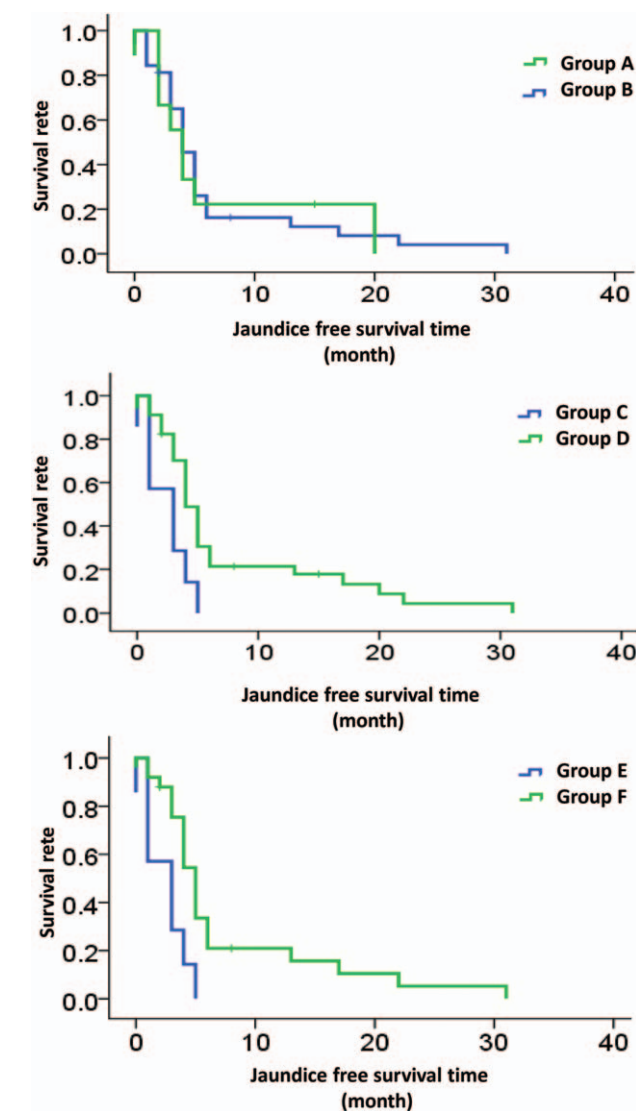 1.0
0.8
0.6
0.4
0.2
0.0
Survival rete
Group A
Group B
0 10 20 30 40
Jaundice free survival time
(month)
1.0
0.8
0.6
0.4
0.2
0.0
Survival rete
Group C
Group D
0 10 20 30 40
Jaundice free survival time
(month)
1.0
0.8
0.6
0.4
0.2
0.0
Survival rete
Group E
Group F
0 10 20 30 40
Jaundice free survival time
(month)